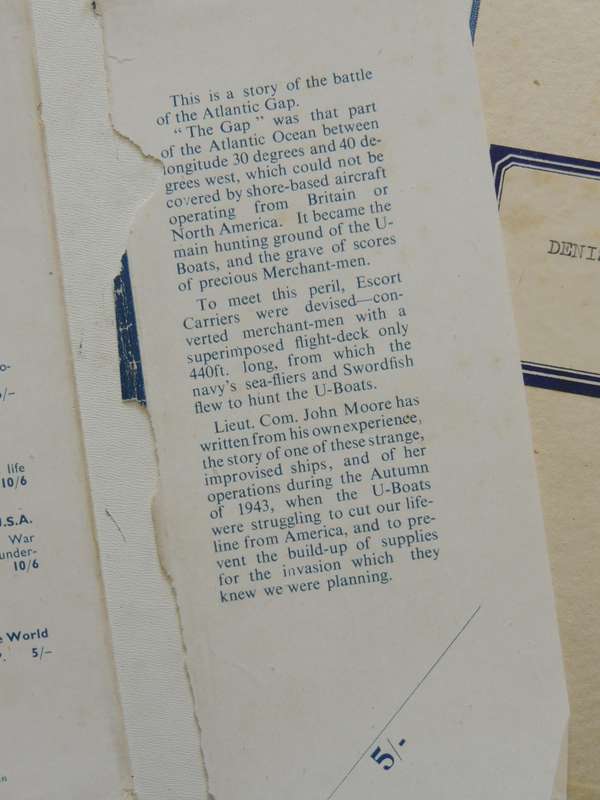 This is a story of the battle
of the Atlantic Gap.
" The Gap " was that part
of the Atlantic Ocean between
longitude 30 degrees and 40 de-
grees west, which could not be
covered by shore-based aircraft
operating from Britain or
North America. It became the
main hunting ground of the U-
Boats, and the grave of scores
of precious Merchant-men.
To meet this peril, Escort
Carriers were devised—con-
verted merchant-men with a
superimposed flight-deck only
440ft. long, from which the
navy's sea-fliers and Swordfish
flew to hunt the U-Boats.
Lieut. Com. John Moore has
written from his own experience,
the story of one of these strange,
improvised ships, and of her
operations during the Autumn
of 1943, when the U-Boats
were struggling to cut our life-
line from America, and to pre-
vent the build-up of supplies
for the invasion which they
knew we were planning.
5/-
life
10/6
S.A.
War
under-
10/6
World
5/-
DENI